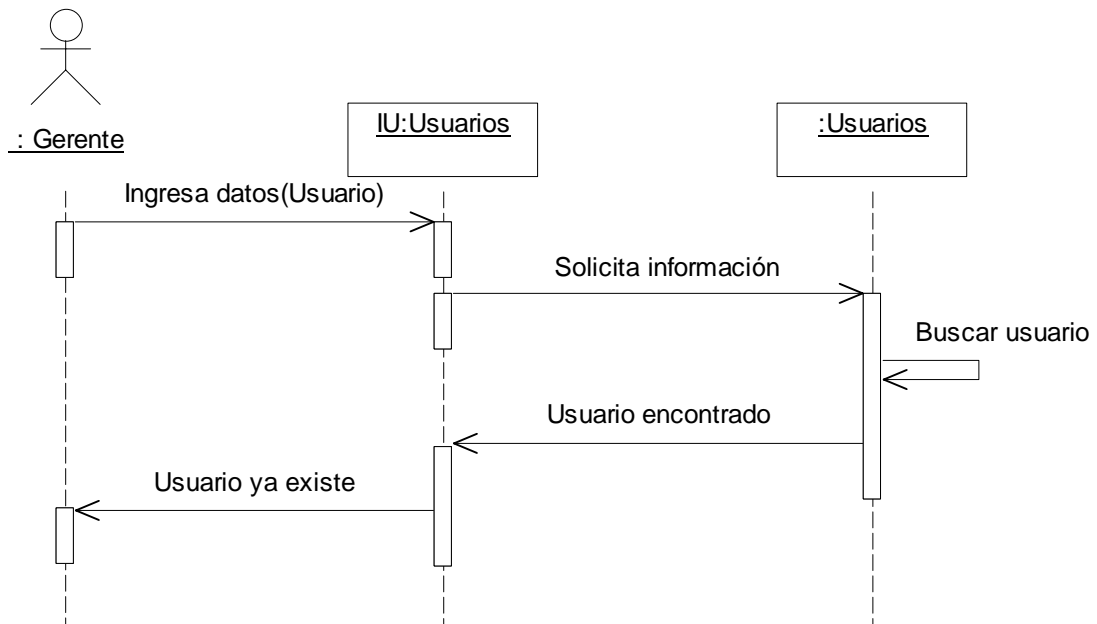 : Gerente
IU:Usuarios
:Usuarios
Ingresa datos(Usuario)
Solicita información
Buscar usuario
Usuario encontrado
Usuario ya existe